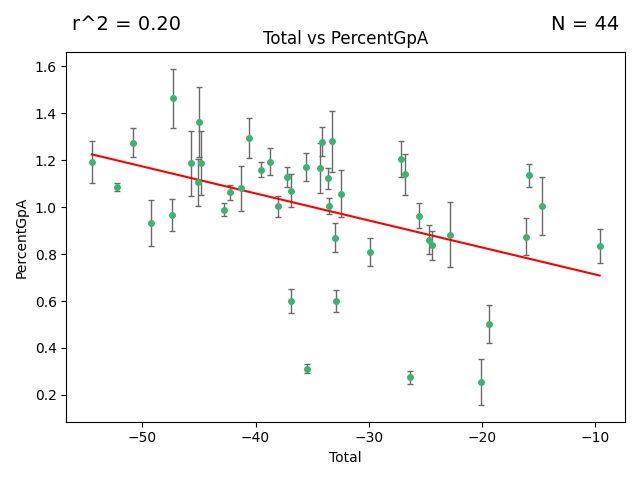 r^2 = 0.20
N = 44
Total vs PercentGpA
1.6
1.4
1.2
1.0
0.8
0.6
0.4
0.2
PercentGpA
−50
−40
−30
−20
−10
Total